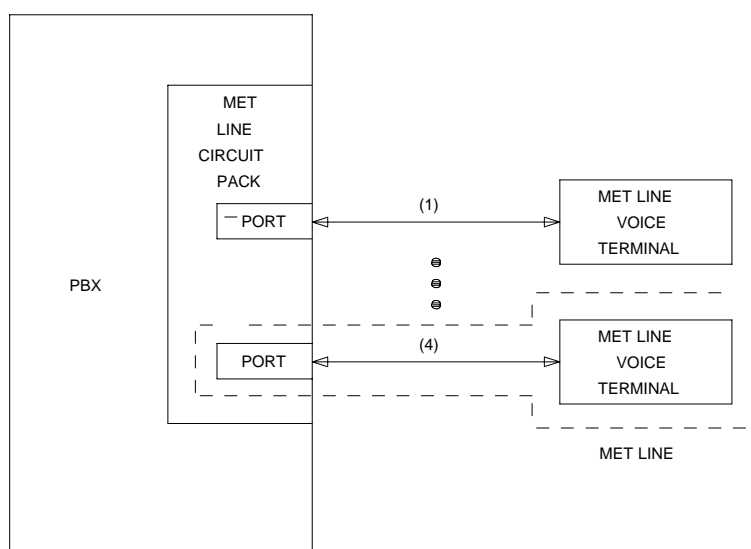 MET
LINE
CIRCUIT
PACK
PORT
(1)
MET LINE
VOICE
TERMINAL
PBX
PORT
(4)
MET LINE
VOICE
TERMINAL
MET LINE